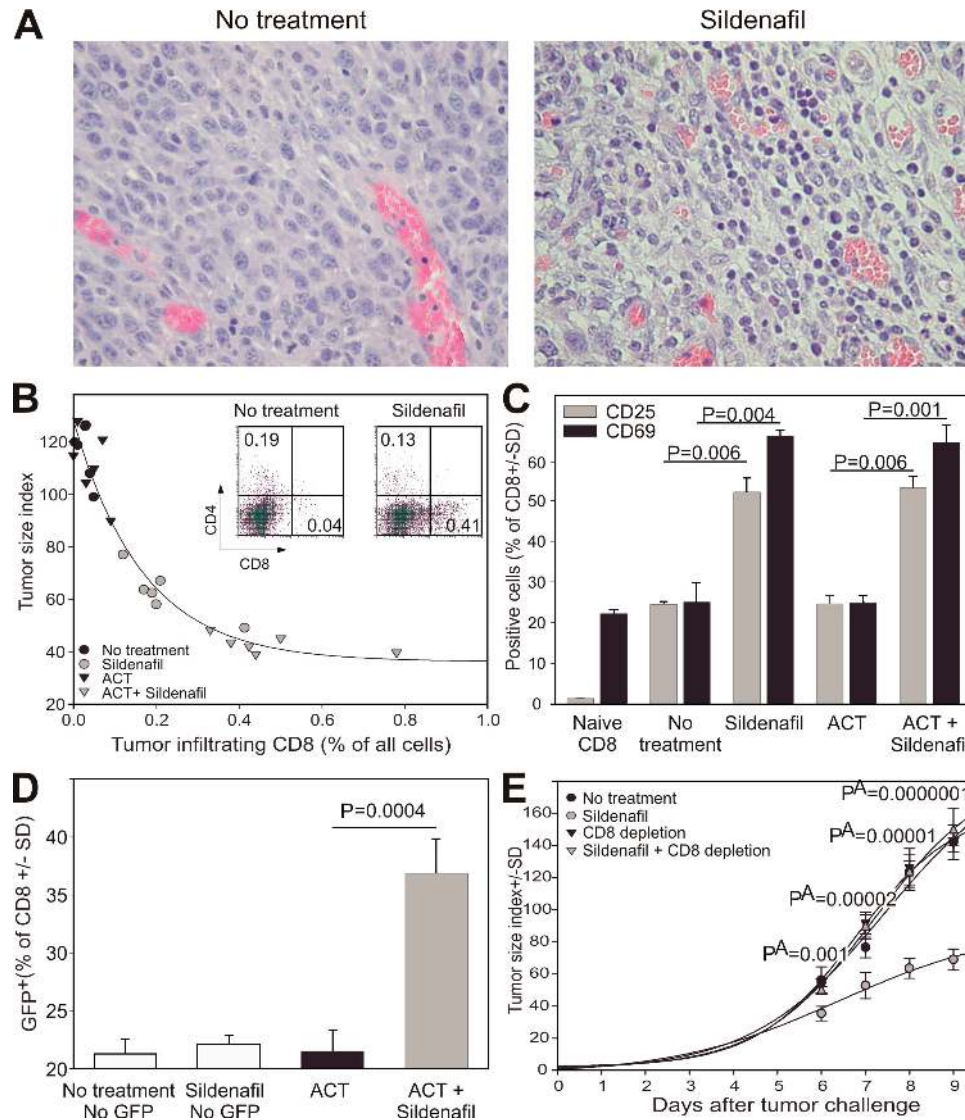 A
No treatment
Sildenafil
B
Tumor size index
120
100
80
60
40
20
0.0
0.2
0.4
0.6
0.8
1.0
Tumor infiltrating CD8 (% of all cells)
No treatment
Sildenafil
0.19
0.04
0.13
0.41
CD4
CD8
No treatment
Sildenafil
ACT
ACT+ Sildenafil
C
CD25
CD69
P=0.004
P=0.006
P=0.001
P=0.006
Positive cells (% of CD8+/-SD)
60
50
40
30
20
10
0
Naive
CD8
No
treatment
Sildenafil
ACT
ACT +
Sildenafi
D
P=0.0004
GFP+(% of CD8 +/- SD)
40
35
30
25
20
No treatment
No GFP
Sildenafil
No GFP
ACT
ACT +
Sildenafil
E
No treatment
Sildenafil
CD8 depletion
Sildenafil + CD8 depletion
PA=0.0000001
PA=0.00001
PA=0.00002
PA=0.001
Tumor size index+/-SD
160
140
120
100
80
60
40
20
0
0
1
2
3
4
5
6
7
8
9
Days after tumor challenge